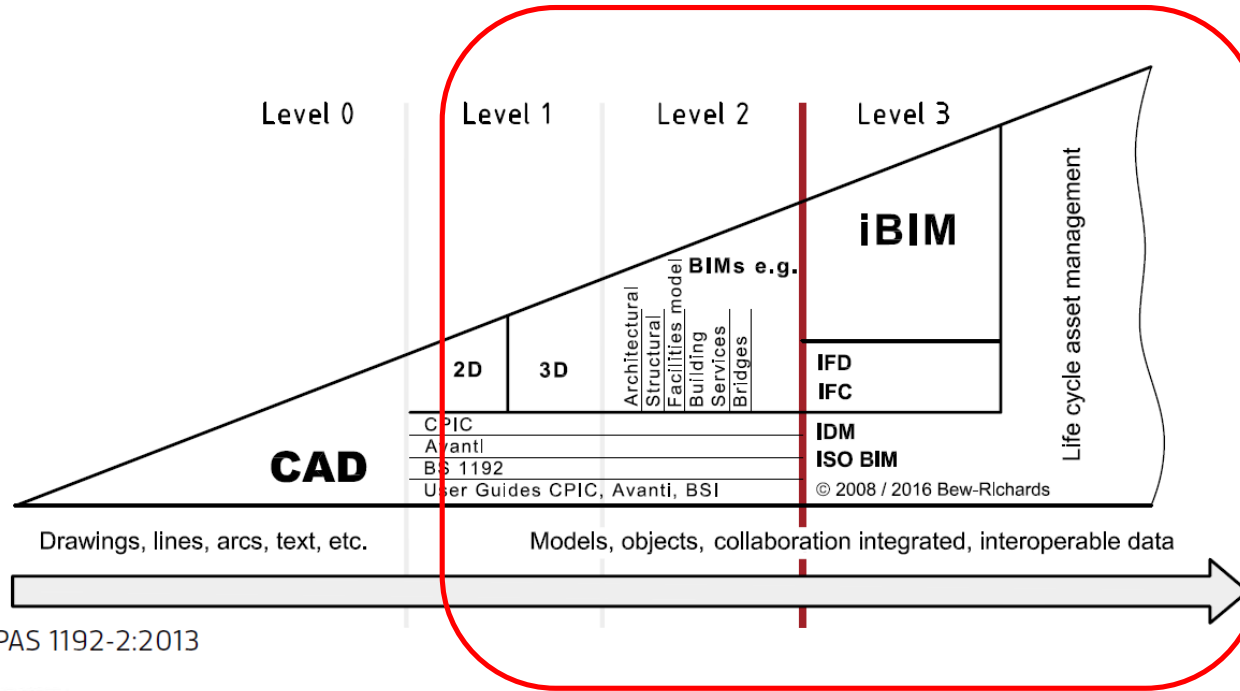 Level 0
Level 1
Level 2
Level 3
iBIM
BIMs e.g.
Architectural
Structural
Facilities model
Building
Services
Bridges
2D
3D
IFD
IFC
CAD
CPIC
Avanti
BS 1192
User Guides CPIC, Avanti, BSI
IDM
ISO BIM
© 2008 / 2016 Bew-Richards
Life cycle asset management
Drawings, lines, arcs, text, etc.
Models, objects, collaboration integrated, interoperable data
PAS 1192-2:2013